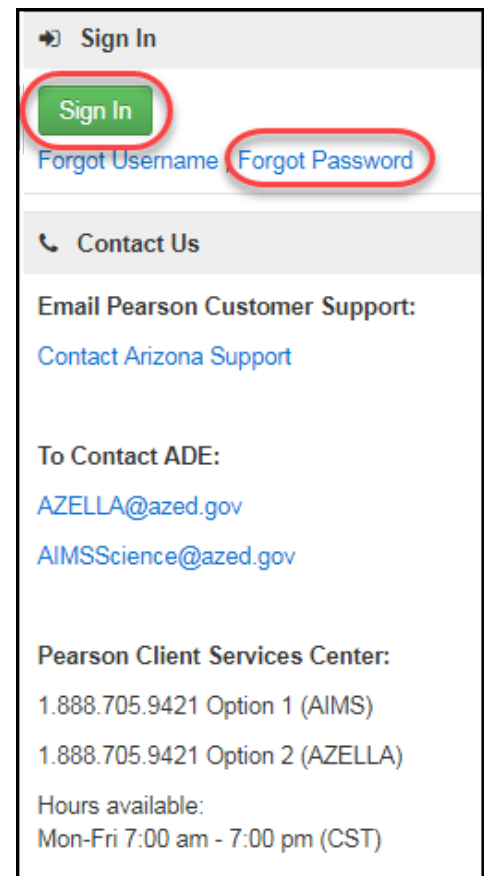 Sign In
Sign In
Forgot Username | Forgot Password
Contact Us
Email Pearson Customer Support:
Contact Arizona Support
To Contact ADE:
AZELLA@azed.gov
AIMSScience@azed.gov
Pearson Client Services Center:
1.888.705.9421 Option 1 (AIMS)
1.888.705.9421 Option 2 (AZELLA)
Hours available:
Mon-Fri 7:00 am - 7:00 pm (CST)